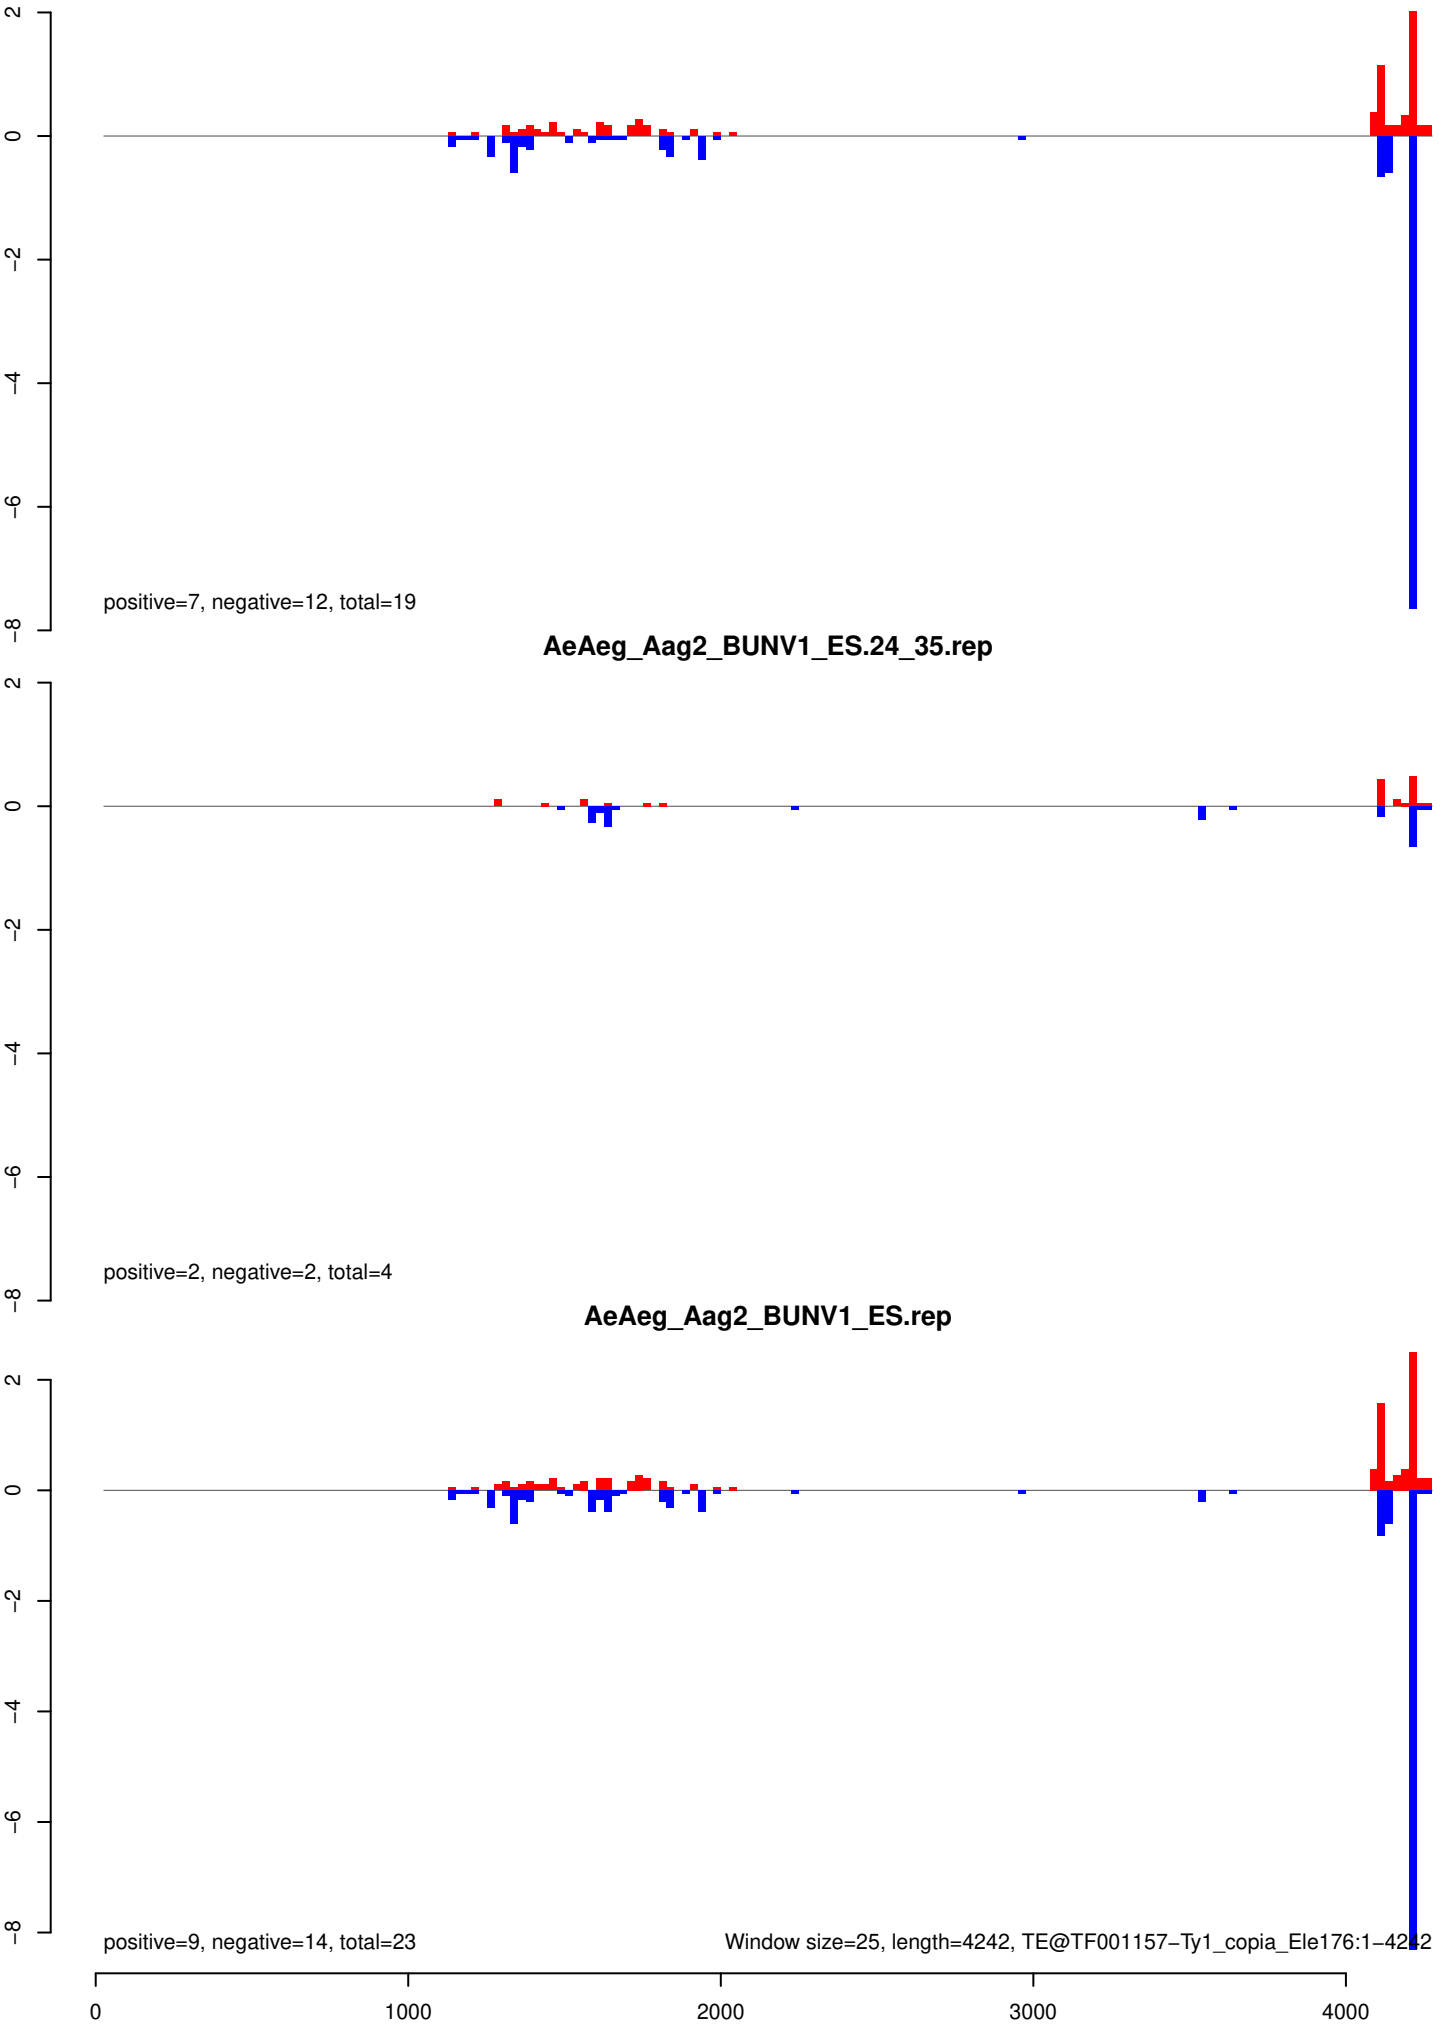 2
0
−2
−4
−6
−8
positive=7, negative=12, total=19
AeAeg_Aag2_BUNV1_ES.24_35.rep
2
0
−2
−4
−6
−8
positive=2, negative=2, total=4
AeAeg_Aag2_BUNV1_ES.rep
2
0
−2
−4
−6
−8
positive=9, negative=14, total=23
Window size=25, length=4242, TE@TF001157−Ty1_copia_Ele176:1−4242
0 1000 2000 3000 4000